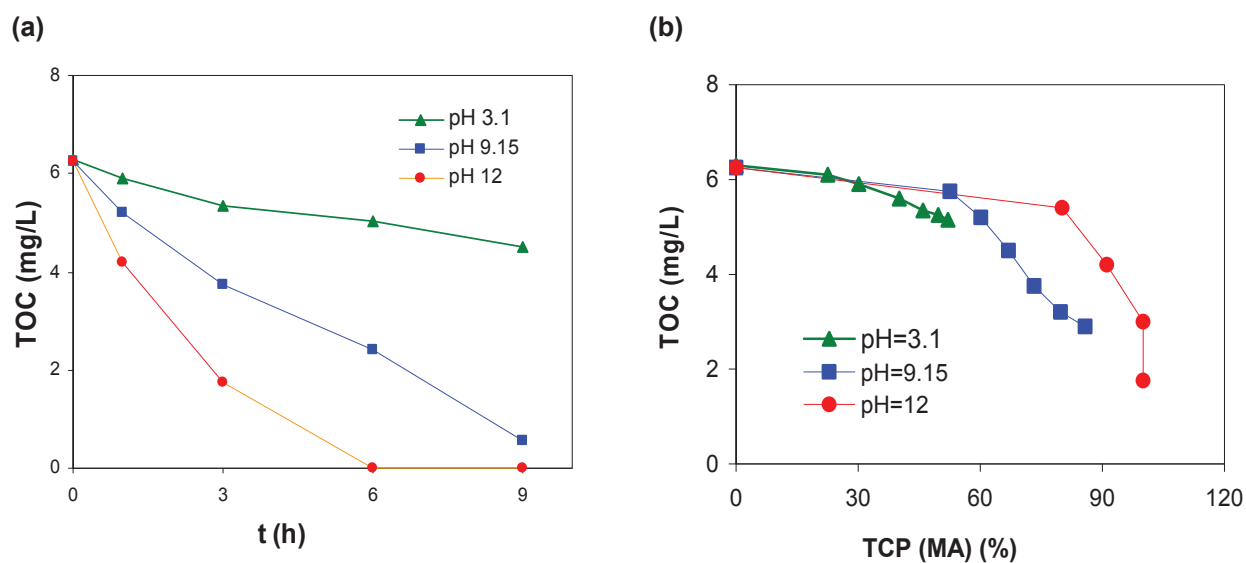 (a)
TOC (mg/L)
8
6
4
2
0
0
3
6
9
t (h)
pH 3.1
pH 9.15
pH 12
(b)
TOC (mg/L)
8
6
4
2
0
0
30
60
90
120
TCP (MA) (%)
pH=3.1
pH=9.15
pH=12